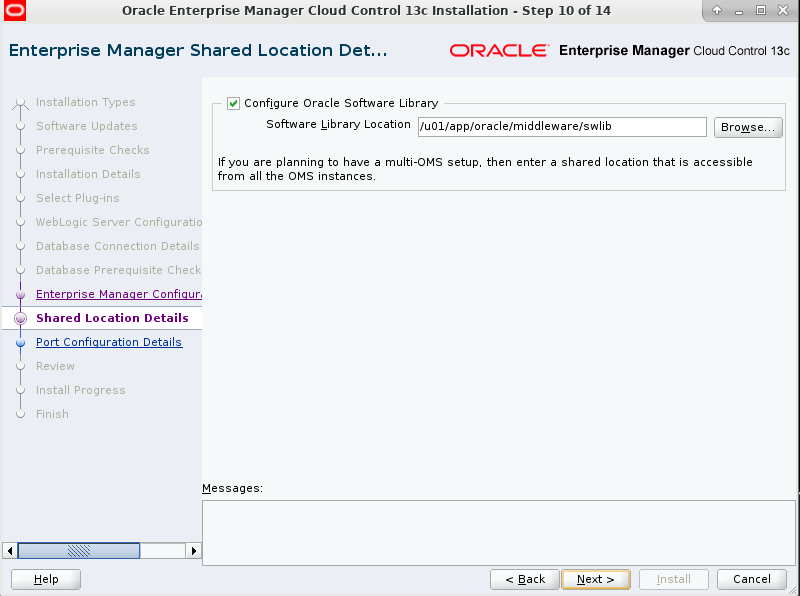 Oracle Enterprise Manager Cloud Control 13c Installation - Step 10 of 14
Enterprise Manager Shared Location Det...
ORACLE Enterprise Manager Cloud Control 13c
Installation Types
Software Updates
Prerequisite Checks
Installation Details
Select Plug-ins
WebLogic Server Configuratio
Database Connection Details
Database Prerequisite Check
Enterprise Manager Configura
Shared Location Details
Port Configuration Details
Review
Install Progress
Finish
Configure Oracle Software Library
Software Library Location /u01/app/oracle/middleware/swlib Browse...
If you are planning to have a multi-OMS setup, then enter a shared location that is accessible
from all the OMS instances.
Messages:
Help < Back Next > Install Cancel